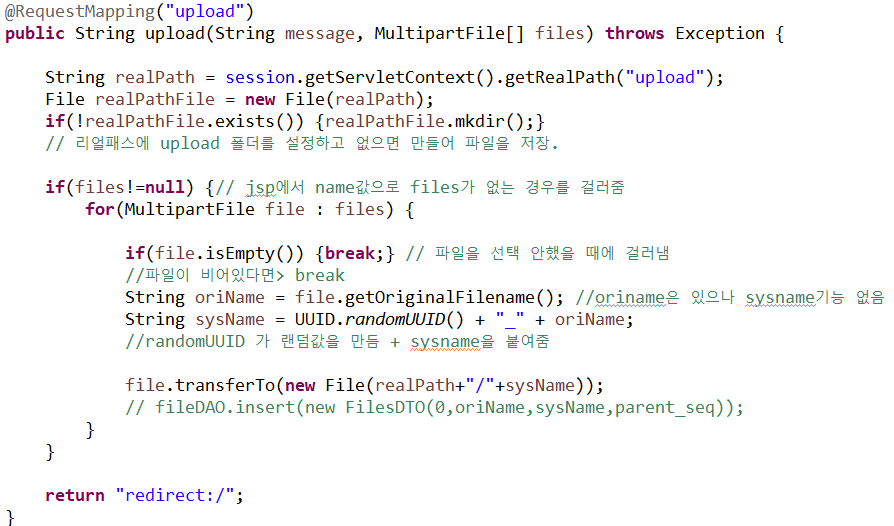 @RequestMapping("upload")
public String upload(String message, MultipartFile[] files) throws Exception {
String realPath = session.getServletContext().getRealPath("upload");
File realPathFile = new File(realPath);
if(!realPathFile.exists()) {realPathFile.mkdir();}
// 리얼패스에 upload 폴더를 설정하고 없으면 만들어 파일을 저장.
if(files!=null) {// jsp에서 name값으로 files가 없는 경우를 걸러줌
for(MultipartFile file : files) {
if(file.isEmpty()) {break;} // 파일을 선택 안했을 때에 걸러냄
//파일이 비어있다면> break
String oriName = file.getOriginalFilename(); //oriname은 있으나 sysname기능 없음
String sysName = UUID.randomUUID() + "_" + oriName;
//randomUUID 가 랜덤값을 만듬 + sysname을 붙여줌
file.transferTo(new File(realPath+"/"+sysName));
// fileDAO.insert(new FilesDTO(0,oriName,sysName,parent_seq));
}
}
return "redirect:/";
}